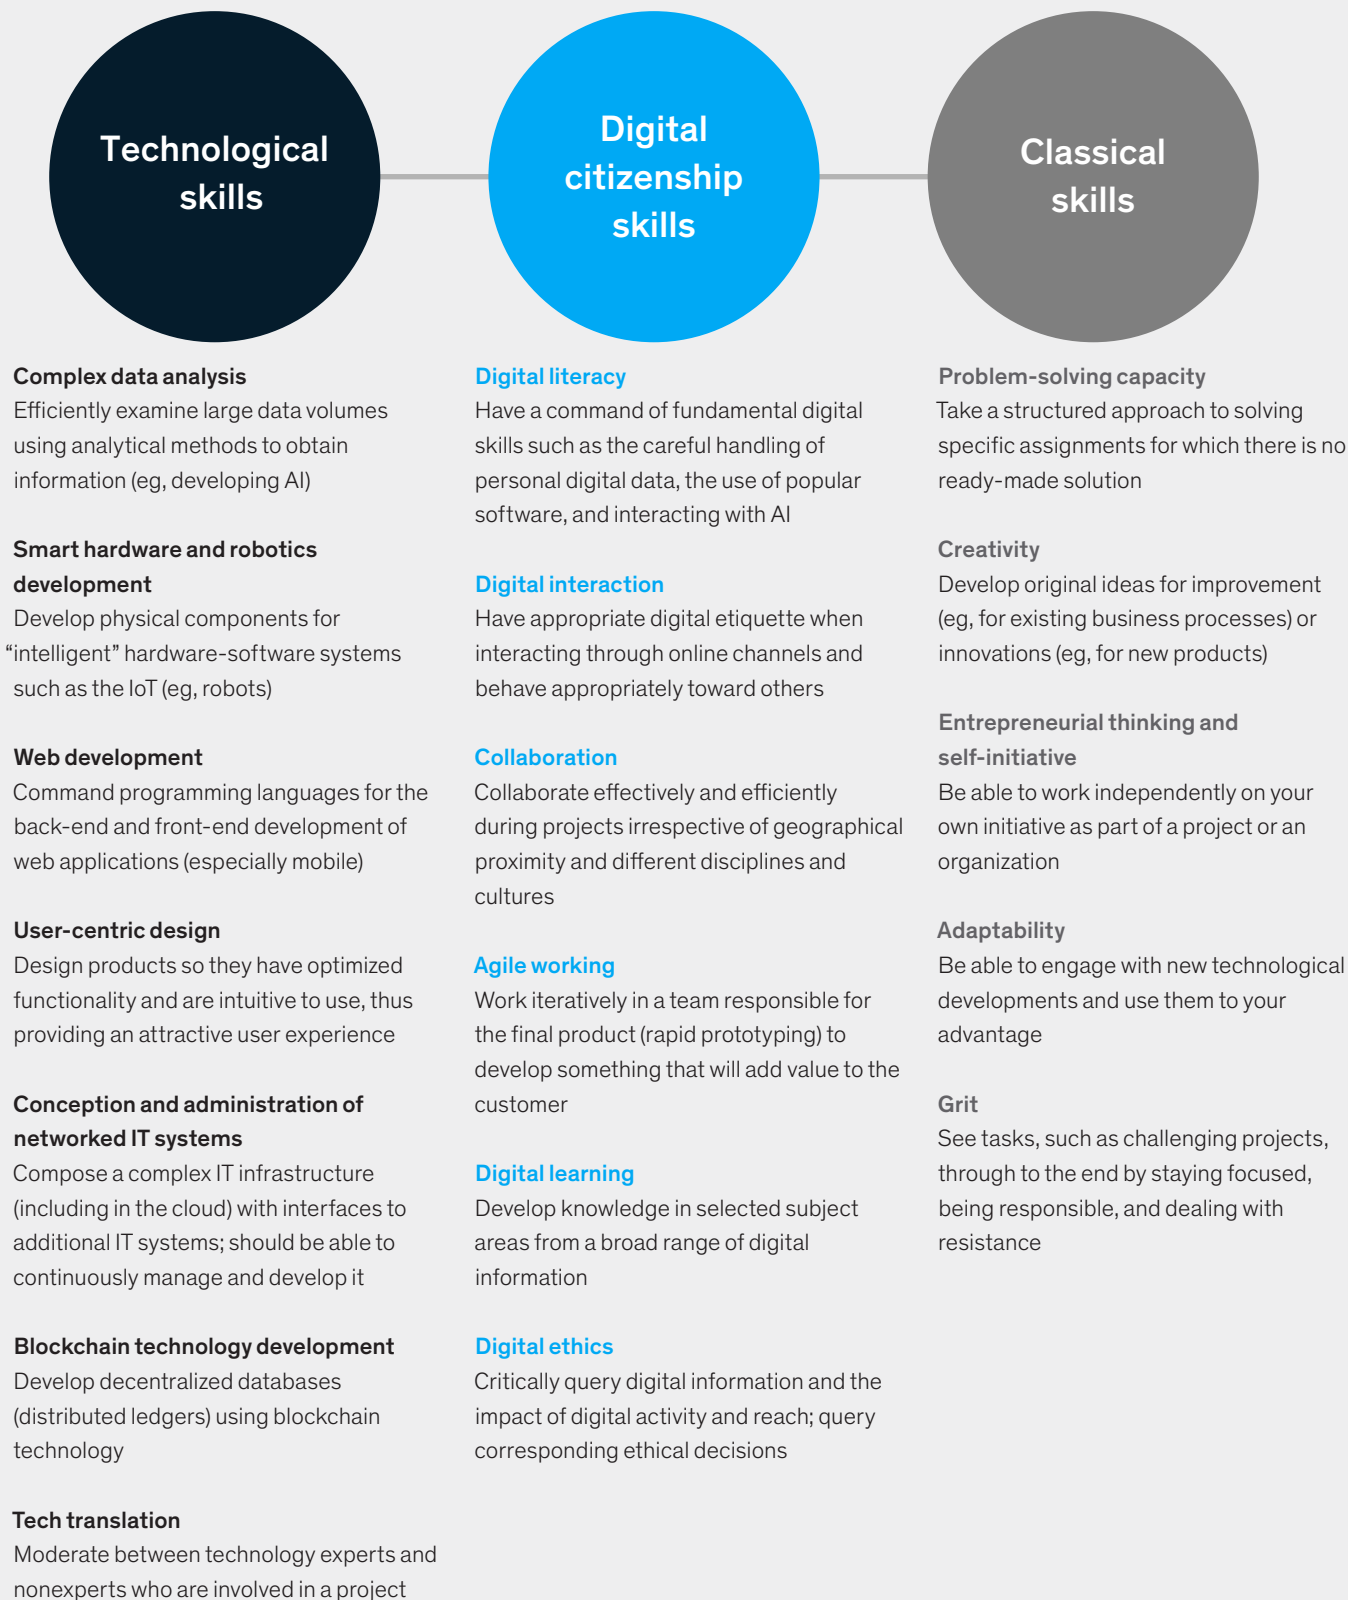 Technological
skills
Digital
citizenship
skills
Classical
skills
Complex data analysis
Efficiently examine large data volumes
using analytical methods to obtain
information (eg, developing AI)
Smart hardware and robotics
development
Develop physical components for
“intelligent” hardware-software systems
such as the IoT (eg, robots)
Web development
Command programming languages for the
back-end and front-end development of
web applications (especially mobile)
User-centric design
Design products so they have optimized
functionality and are intuitive to use, thus
providing an attractive user experience
Conception and administration of
networked IT systems
Compose a complex IT infrastructure
(including in the cloud) with interfaces to
additional IT systems; should be able to
continuously manage and develop it
Blockchain technology development
Develop decentralized databases
(distributed ledgers) using blockchain
technology
Tech translation
Moderate between technology experts and
nonexperts who are involved in a project
Digital literacy
Have a command of fundamental digital
skills such as the careful handling of
personal digital data, the use of popular
software, and interacting with AI
Digital interaction
Have appropriate digital etiquette when
interacting through online channels and
behave appropriately toward others
Collaboration
Collaborate effectively and efficiently
during projects irrespective of geographical
proximity and different disciplines and
cultures
Agile working
Work iteratively in a team responsible for
the final product (rapid prototyping) to
develop something that will add value to the
customer
Digital learning
Develop knowledge in selected subject
areas from a broad range of digital
information
Digital ethics
Critically query digital information and the
impact of digital activity and reach; query
corresponding ethical decisions
Problem-solving capacity
Take a structured approach to solving
specific assignments for which there is no
ready-made solution
Creativity
Develop original ideas for improvement
(eg, for existing business processes) or
innovations (eg, for new products)
Entrepreneurial thinking and
self-initiative
Be able to work independently on your
own initiative as part of a project or an
organization
Adaptability
Be able to engage with new technological
developments and use them to your
advantage
Grit
See tasks, such as challenging projects,
through to the end by staying focused,
being responsible, and dealing with
resistance